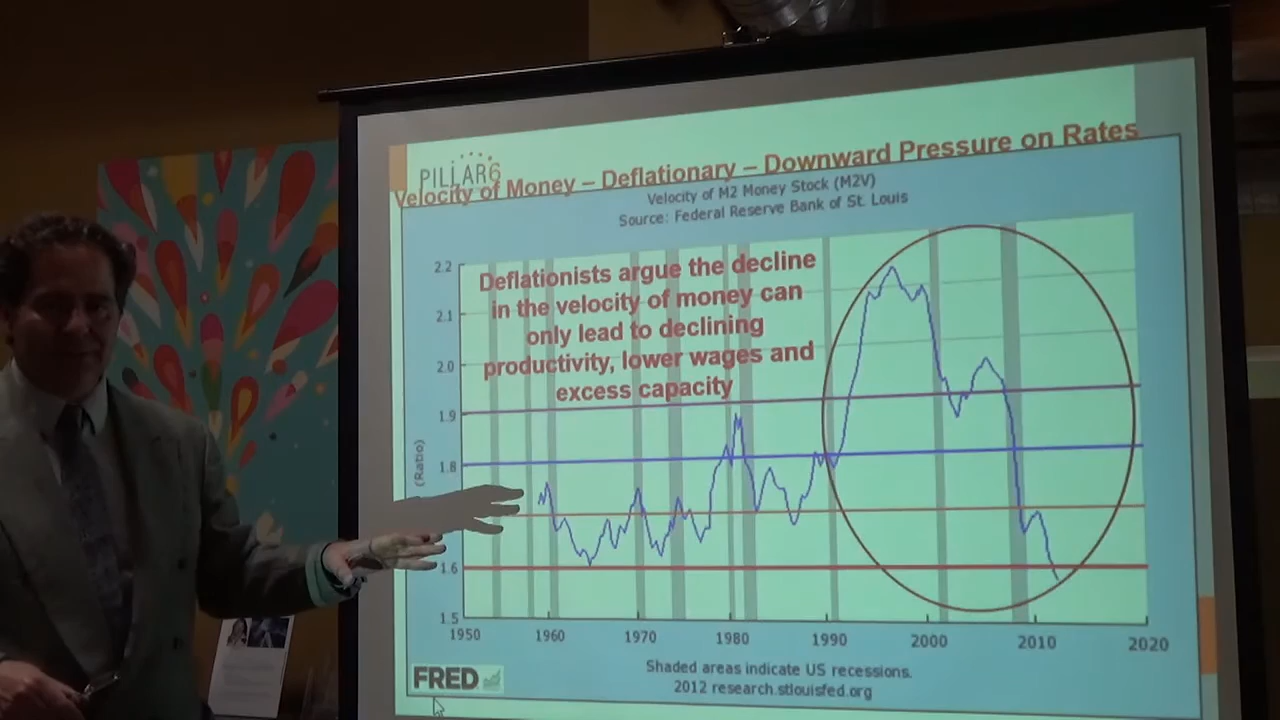 PILLAR6
Velocity of Money – Deflationary – Downward Pressure on Rates
Velocity of M2 Money Stock (M2V)
Source: Federal Reserve Bank of St. Louis
Deflationists argue the decline
in the velocity of money can
only lead to declining
productivity, lower wages and
excess capacity
(Ratio)
2.2
2.1
2.0
1.9
1.8
1.6
1.5
1950 1960 1970 1980 1990 2000 2010 2020
Shaded areas indicate US recessions.
2012 research.stlouisfed.org
FRED